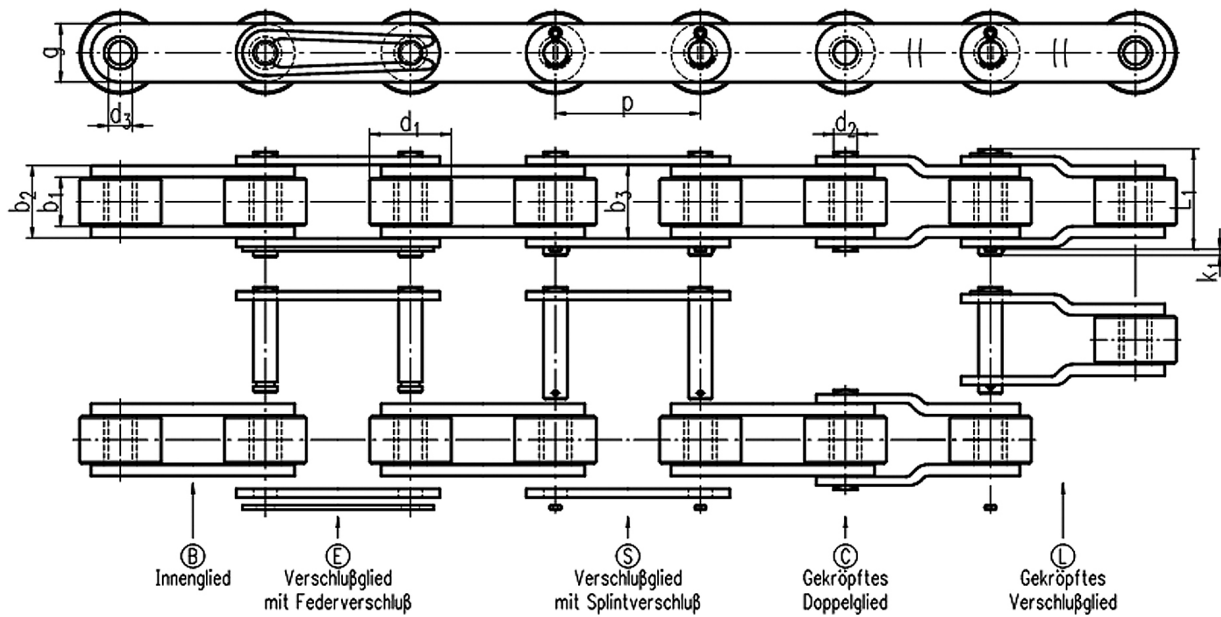 g
d3
p
d1
d2
b2
b1
b3
L1
k1
B
Innenglied
E
Verschlußglied
mit Federverschluß
S
Verschlußglied
mit Splintverschluß
C
Gekröpftes
Doppelglied
L
Gekröpftes
Verschlußglied